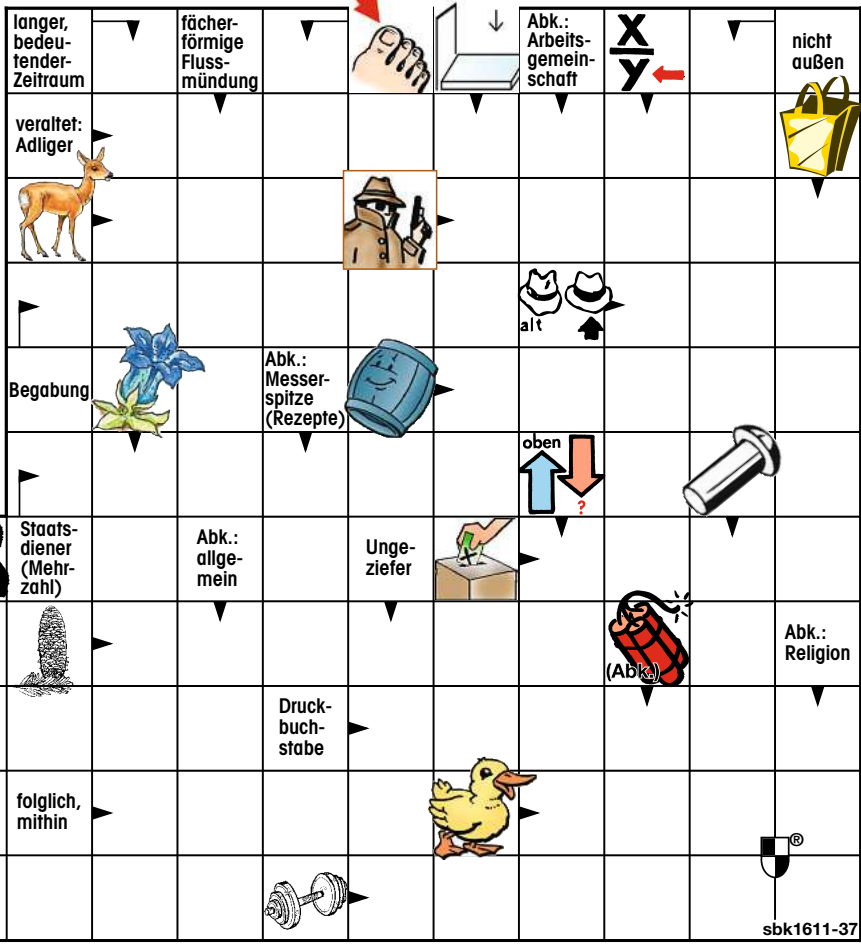 langer,
bedeu-
tender-
Zeitraum
fächer-
förmige
Fluss-
mündung
Abk.:
Arbeits-
gemein-
schaft
X
Y
nicht
außen
veraltet:
Adliger
alt
Begabung
Abk.:
Messer-
spitze
(Rezepte)
oben
?
Staats-
diener
(Mehr-
zahl)
Abk.:
allge-
mein
Unge-
ziefer
(Abk.)
Abk.:
Religion
Druck-
buch-
stabe
folglich,
mithin
®
sbk1611-37